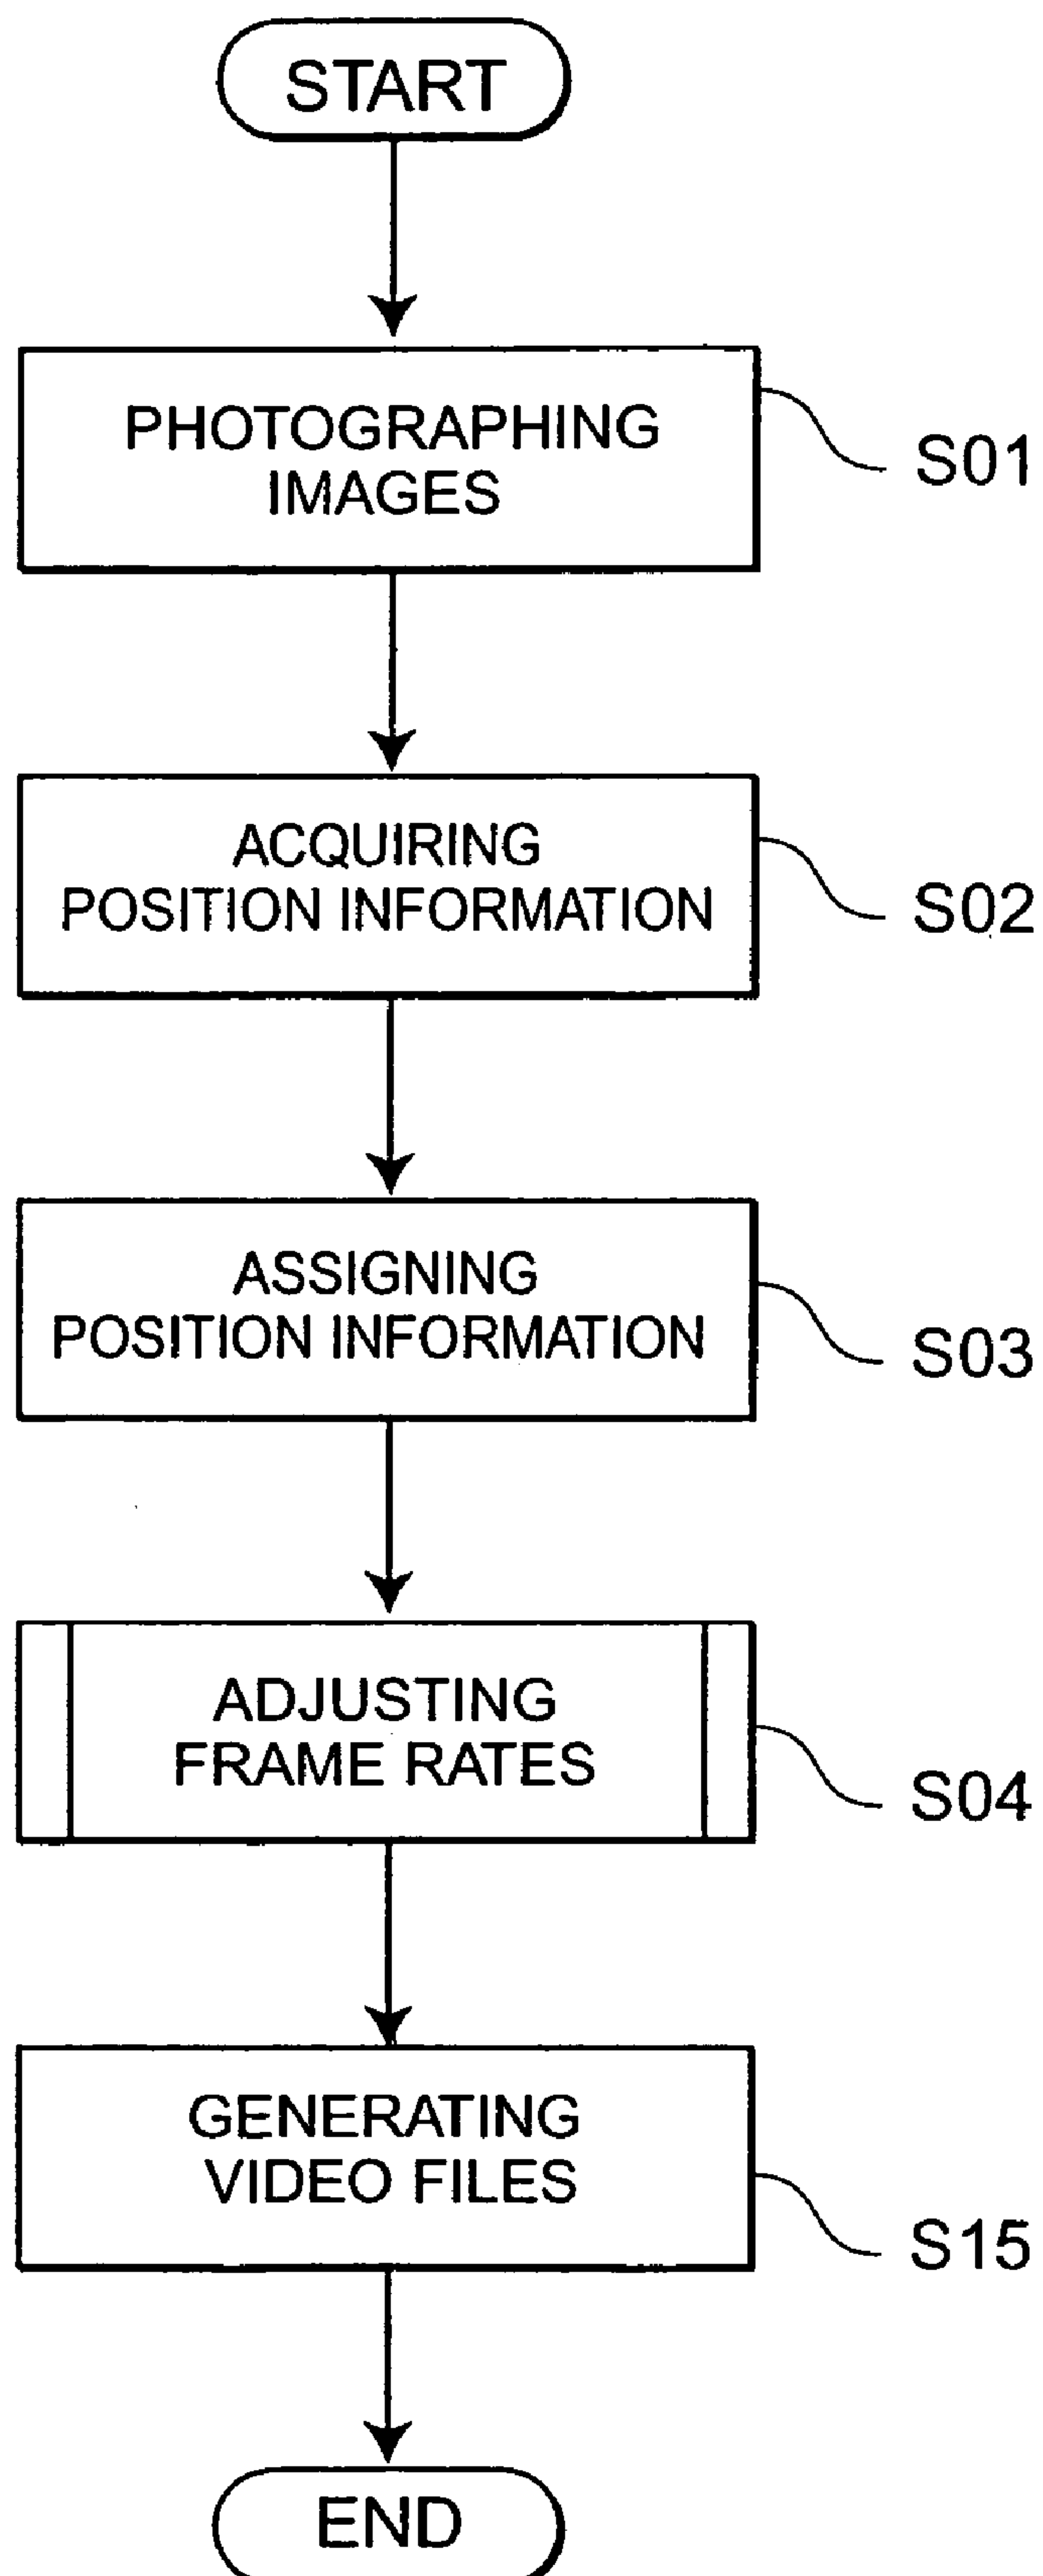 START
PHOTOGRAPHING
IMAGES
S01
ACQUIRING
POSITION INFORMATION
S02
ASSIGNING
POSITION INFORMATION
S03
ADJUSTING
FRAME RATES
S04
GENERATING
VIDEO FILES
S15
END